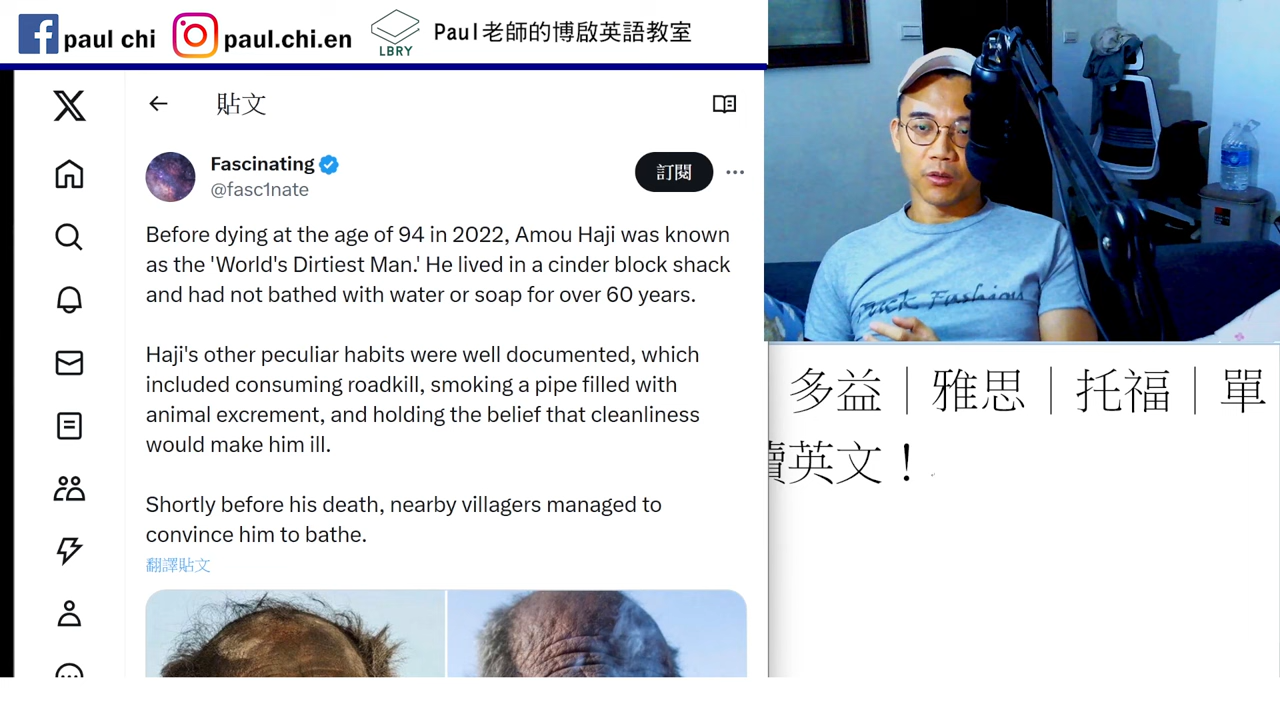 paul chi
paul.chi.en
LBRY
Paul老師的博啟英語教室
貼文
Fascinating
@fasc1nate
訂閱
Before dying at the age of 94 in 2022, Amou Haji was known
as the 'World's Dirtiest Man.' He lived in a cinder block shack
and had not bathed with water or soap for over 60 years.
Haji's other peculiar habits were well documented, which
included consuming roadkill, smoking a pipe filled with
animal excrement, and holding the belief that cleanliness
would make him ill.
Shortly before his death, nearby villagers managed to
convince him to bathe.
翻譯貼文
Fuck Fashion
多益|雅思|托福|單
讀英文!